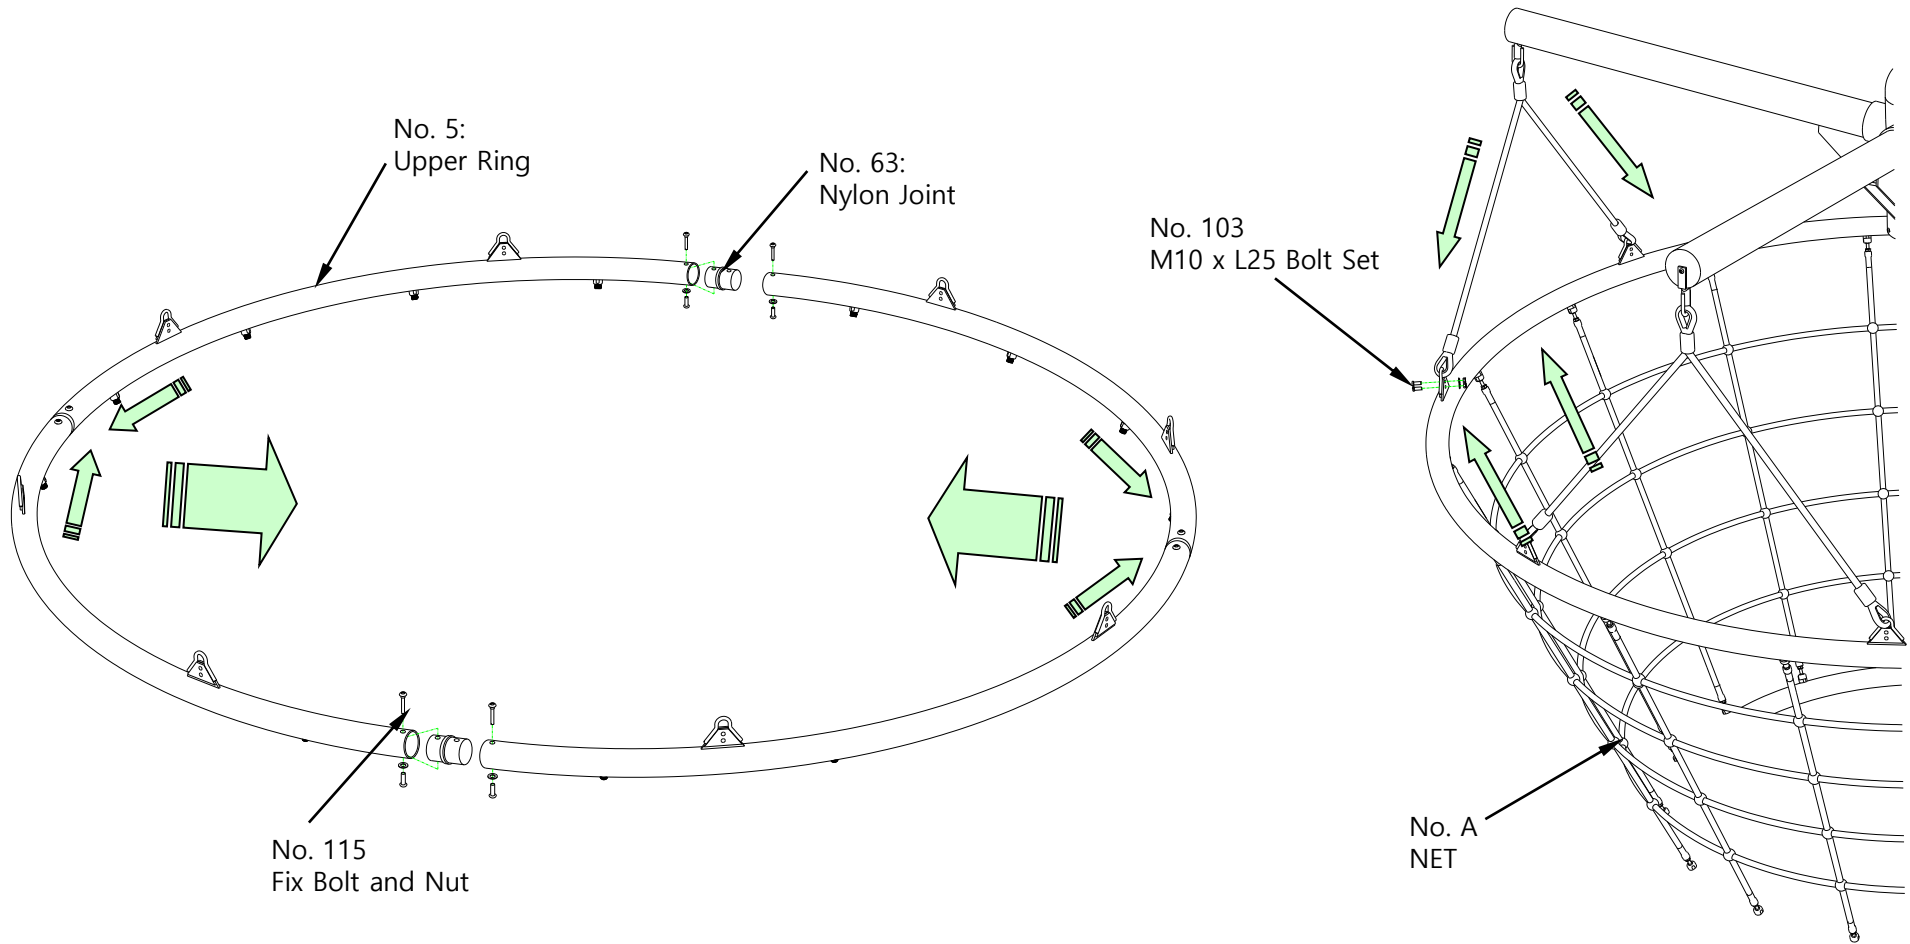 No. 5:
Upper Ring
No. 63:
Nylon Joint
No. 103
M10 x L25 Bolt Set
No. 115
Fix Bolt and Nut
No. A
NET